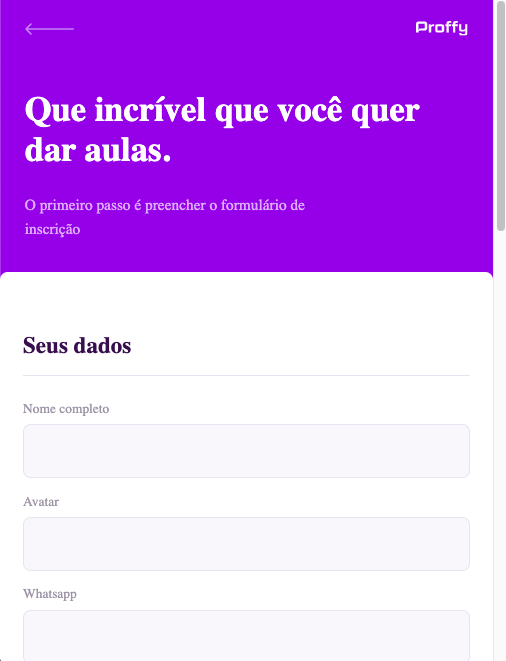 Proffy
Que incrível que você quer
dar aulas.
O primeiro passo é preencher o formulário de
inscrição
Seus dados
Nome completo
Avatar
Whatsapp